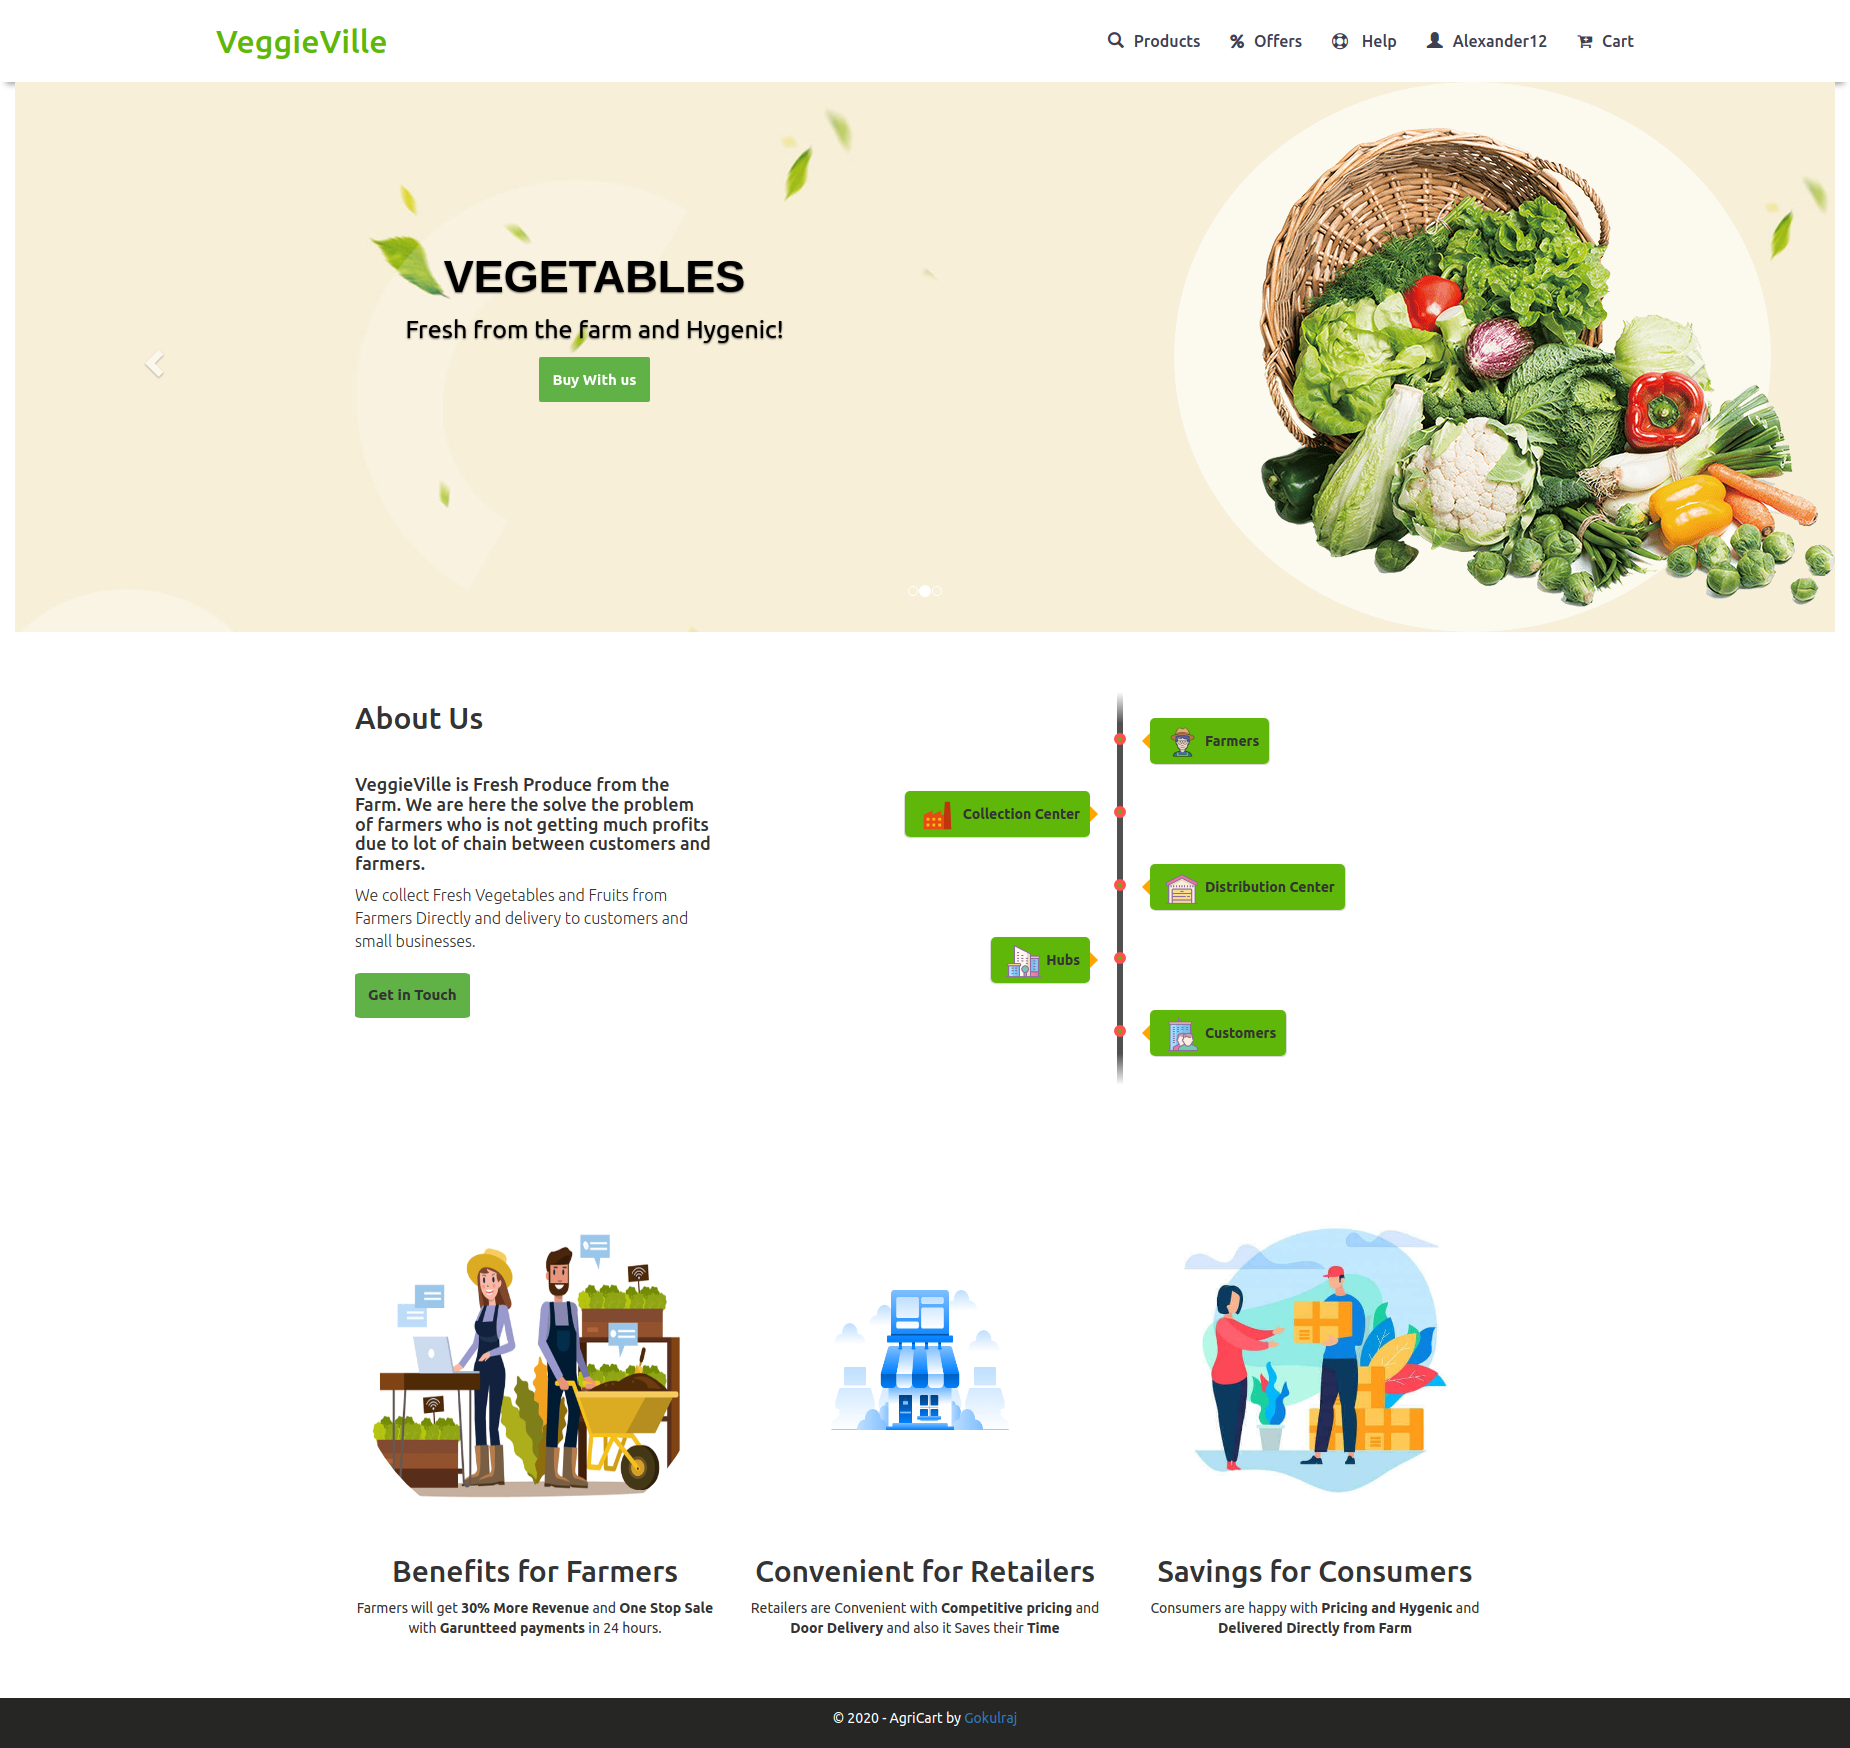 VeggieVille
Products
Offers
Help
Alexander12
Cart
VEGETABLES
Fresh from the farm and Hygenic!
Buy With us
About Us
VeggieVille is Fresh Produce from the
Farm. We are here the solve the problem
of farmers who is not getting much profits
due to lot of chain between customers and
farmers.
We collect Fresh Vegetables and Fruits from
Farmers Directly and delivery to customers and
small businesses.
Get in Touch
Farmers
Collection Center
Distribution Center
Hubs
Customers
Benefits for Farmers
Farmers will get 30% More Revenue and One Stop Sale
with Garuntteed payments in 24 hours.
Convenient for Retailers
Retailers are Convenient with Competitive pricing and
Door Delivery and also it Saves their Time
Savings for Consumers
Consumers are happy with Pricing and Hygenic and
Delivered Directly from Farm
© 2020 - AgriCart by Gokulraj